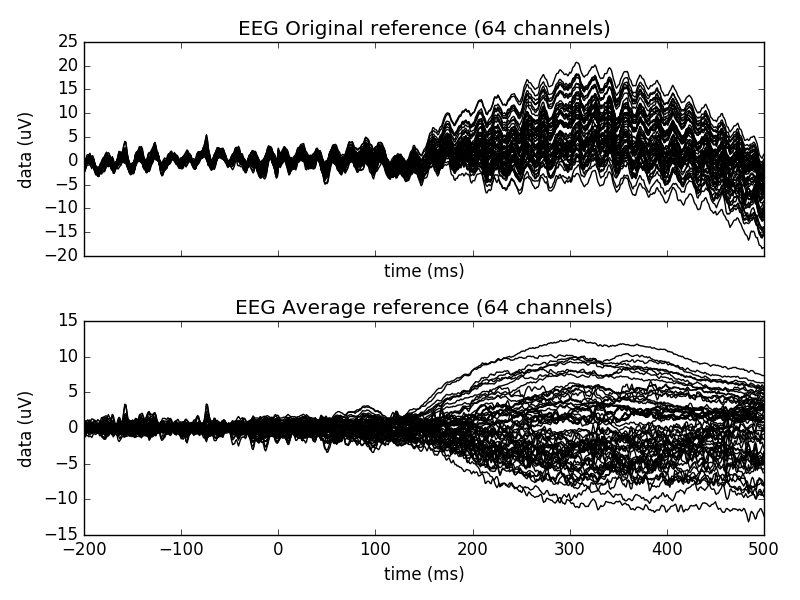 EEG Original reference (64 channels)
25
20
15
10
5
0
−5
−10
−15
−20
data (uV)
time (ms)
EEG Average reference (64 channels)
15
10
5
0
−5
−10
−15
data (uV)
−200 −100 0 100 200 300 400 500
time (ms)